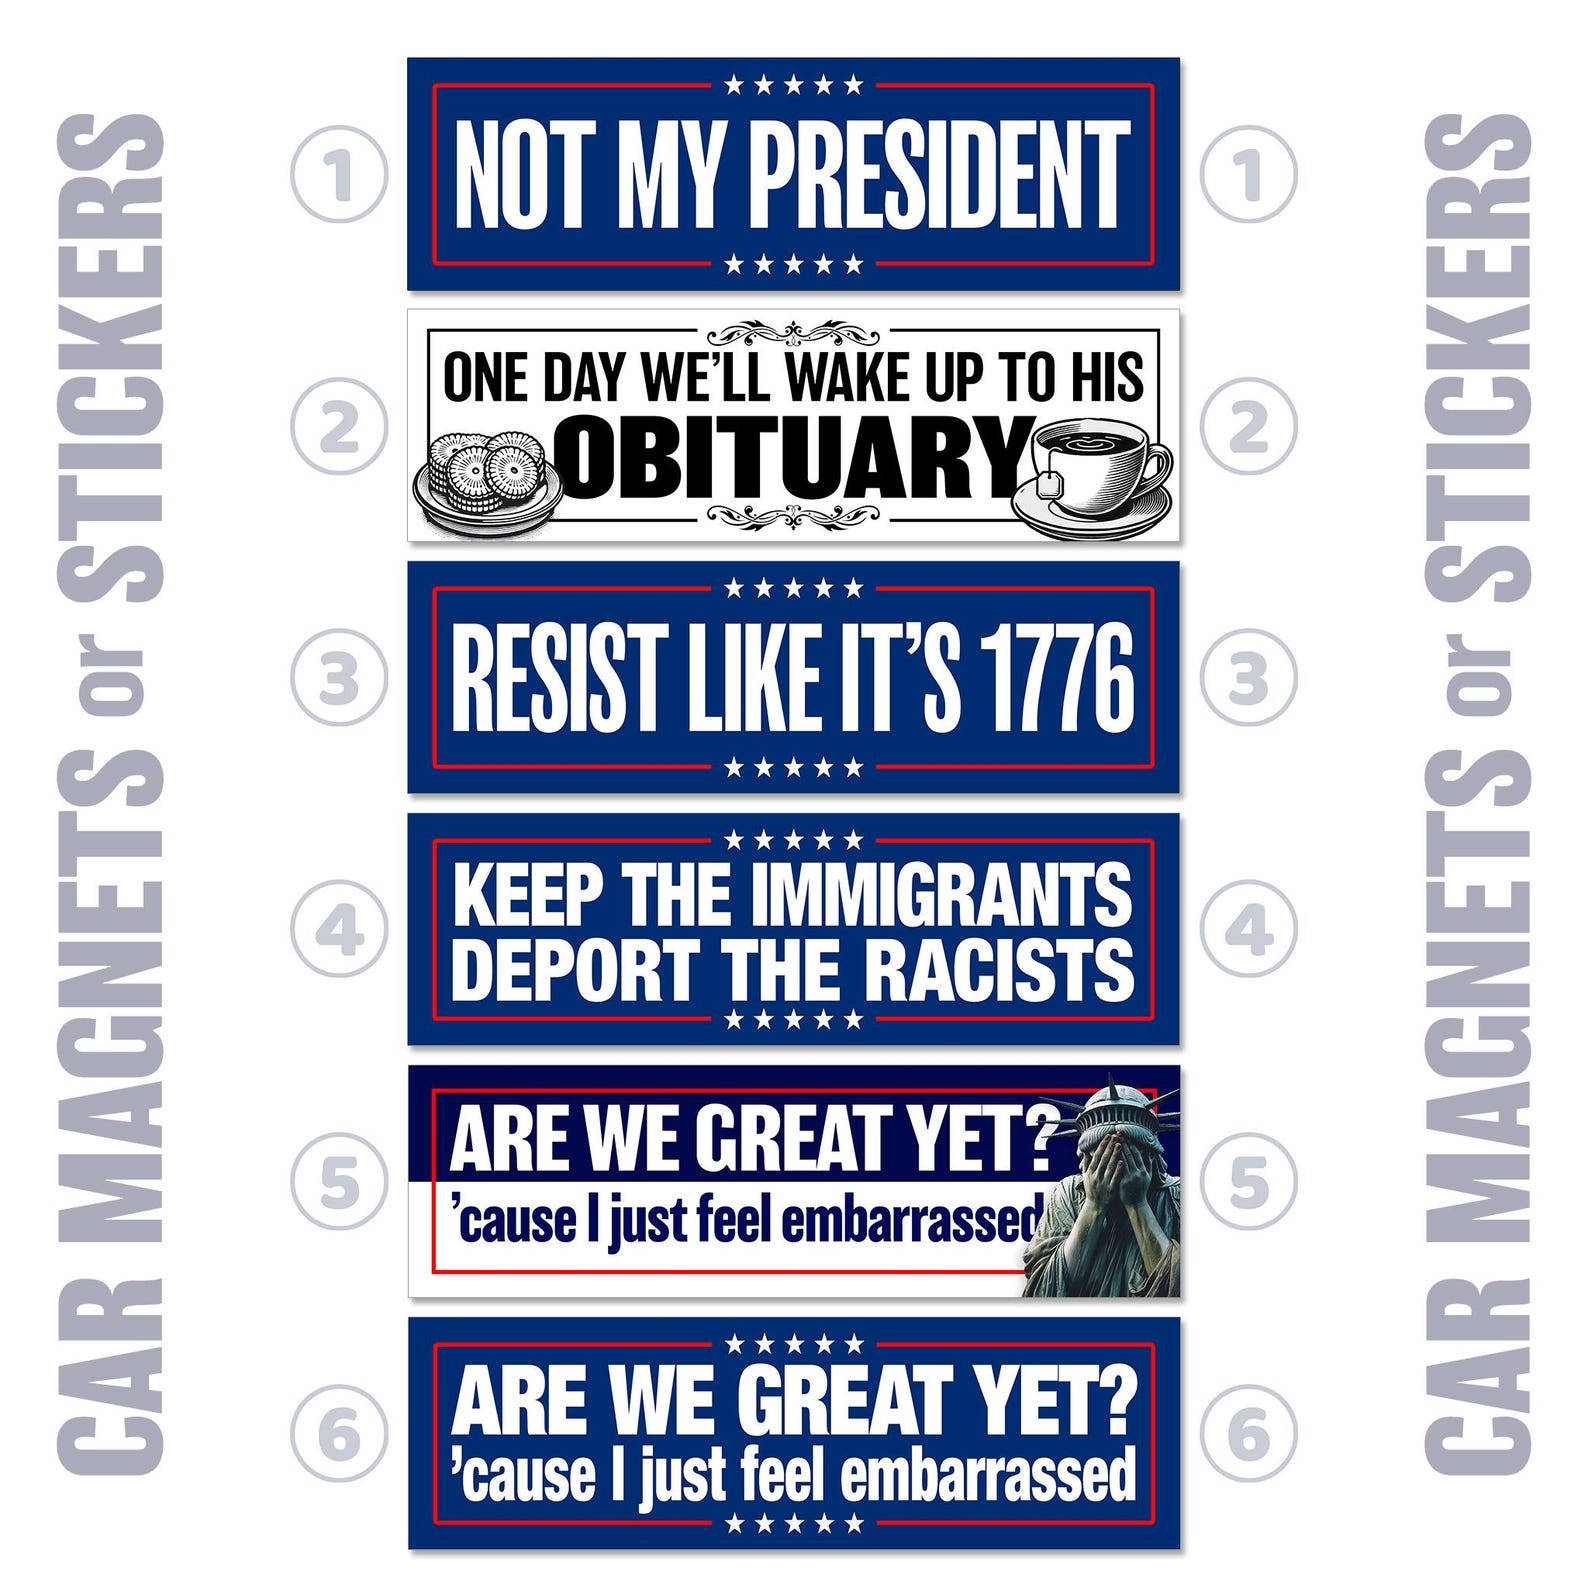 CAR MAGNETS or STICKERS
1
NOT MY PRESIDENT
1
2
ONE DAY WE'LL WAKE UP TO HIS
OBITUARY
2
3
RESIST LIKE IT'S 1776
3
4
KEEP THE IMMIGRANTS
DEPORT THE RACISTS
4
5
ARE WE GREAT YET?
'cause I just feel embarrassed
5
6
ARE WE GREAT YET?
'cause I just feel embarrassed
6
CAR MAGNETS or STICKERS